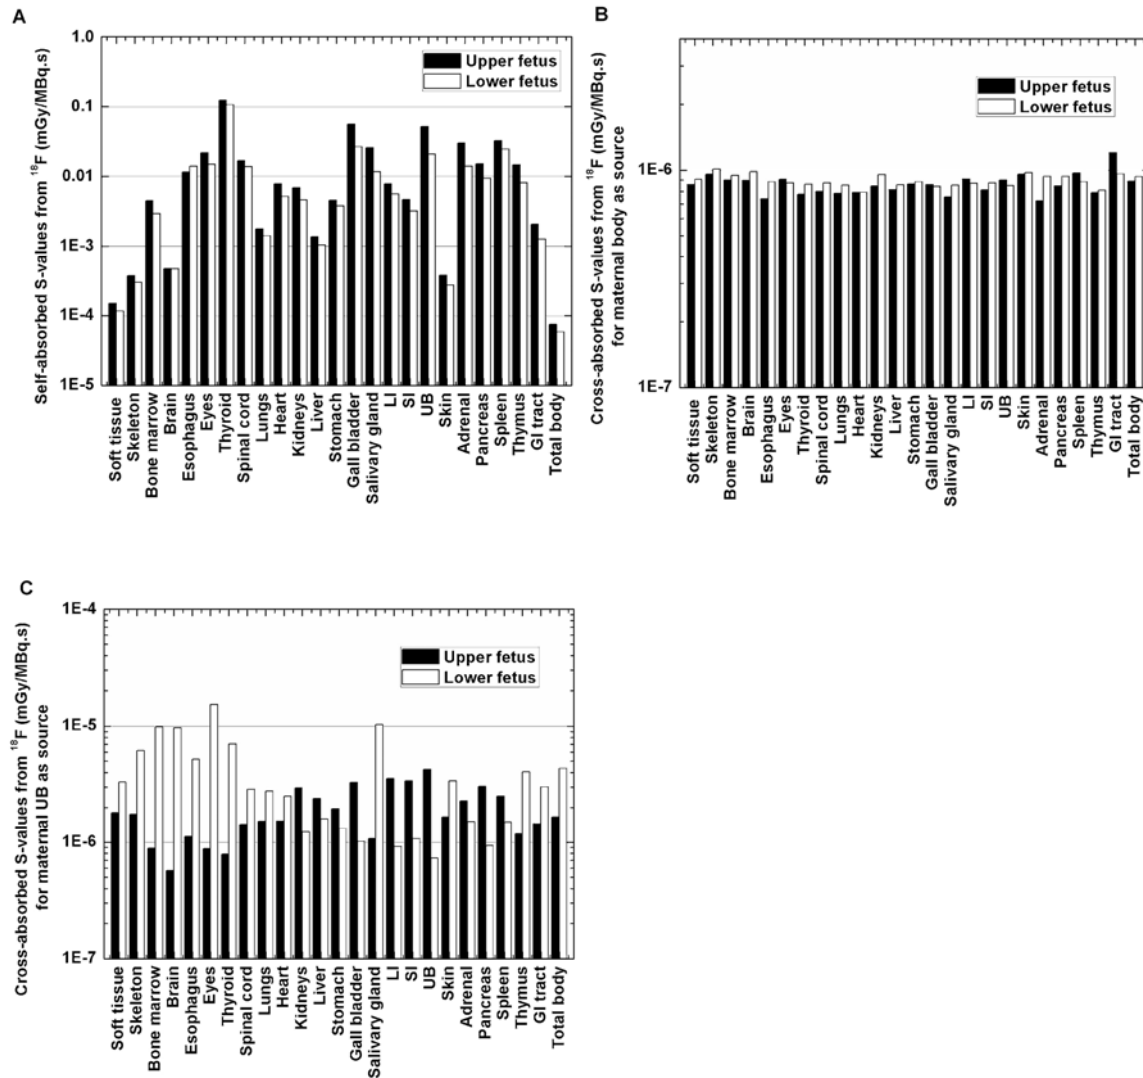 A
Self-absorbed S-values from 18F (mGy/MBq.s)
1.0
0.1
0.01
1E-3
1E-4
1E-5
Upper fetus
Lower fetus
Soft tissue
Skeleton
Bone marrow
Brain
Esophagus
Eyes
Thyroid
Spinal cord
Lungs
Heart
Kidneys
Liver
Stomach
Gall bladder
Salivary gland
LI
SI
UB
Skin
Adrenal
Pancreas
Spleen
Thymus
GI tract
Total body
B
Cross-absorbed S-values from 18F (mGy/MBq.s)
for maternal body as source
1E-6
1E-7
Upper fetus
Lower fetus
Soft tissue
Skeleton
Bone marrow
Brain
Esophagus
Eyes
Thyroid
Spinal cord
Lungs
Heart
Kidneys
Liver
Stomach
Gall bladder
Salivary gland
LI
SI
UB
Skin
Adrenal
Pancreas
Spleen
Thymus
GI tract
Total body
C
Cross-absorbed S-values from 18F (mGy/MBq.s)
for maternal UB as source
1E-4
1E-5
1E-6
1E-7
Upper fetus
Lower fetus
Soft tissue
Skeleton
Bone marrow
Brain
Esophagus
Eyes
Thyroid
Spinal cord
Lungs
Heart
Kidneys
Liver
Stomach
Gall bladder
Salivary gland
LI
SI
UB
Skin
Adrenal
Pancreas
Spleen
Thymus
GI tract
Total body